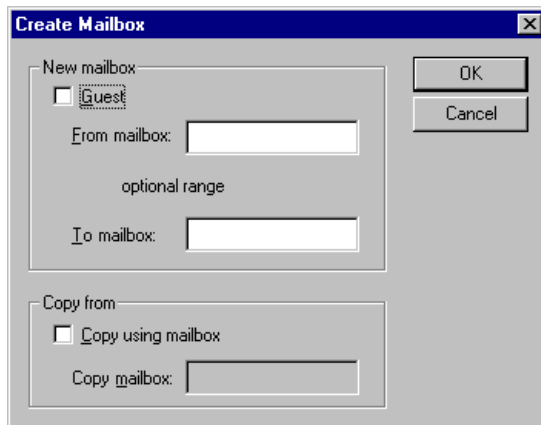 Create Mailbox
New mailbox
Guest
From mailbox:
optional range
To mailbox:
Copy from
Copy using mailbox
Copy mailbox:
OK
Cancel